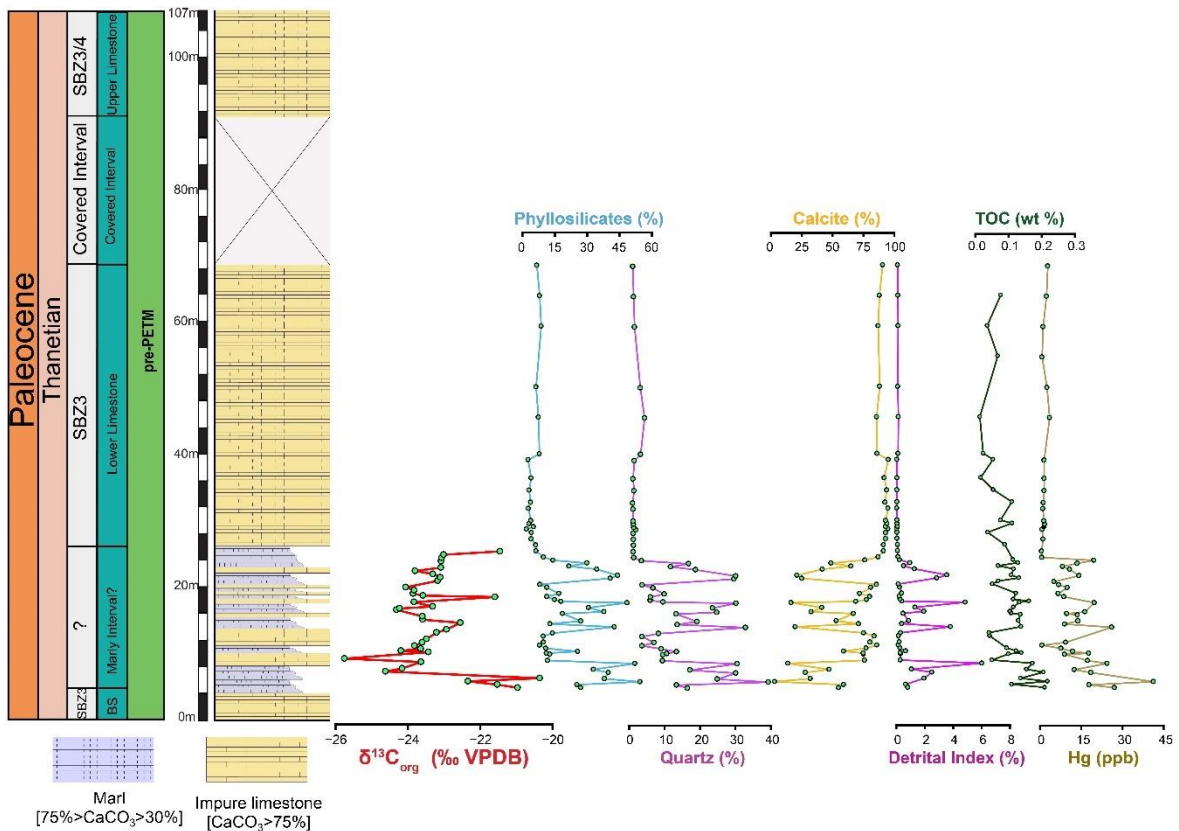 Paleocene
Thanetian
SBZ3
?
SBZ3
Covered Interval
SBZ3/4
BS
Marly Interval?
Lower Limestone
Covered Interval
Upper Limestone
pre-PETM
107m
100m
80m
60m
40m
20m
0m
Phyllosilicates (%)
0 15 30 45 60
Calcite (%)
0 25 50 75 100
TOC (wt %)
0.0 0.1 0.2 0.3
−26 −24 −22 −20
δ¹³Corg (‰ VPDB)
0 10 20 30 40
Quartz (%)
0 2 4 6 8
Detrital Index (%)
0 15 30 45
Hg (ppb)
Marl
[75%>CaCO₃>30%]
Impure limestone
[CaCO₃>75%]